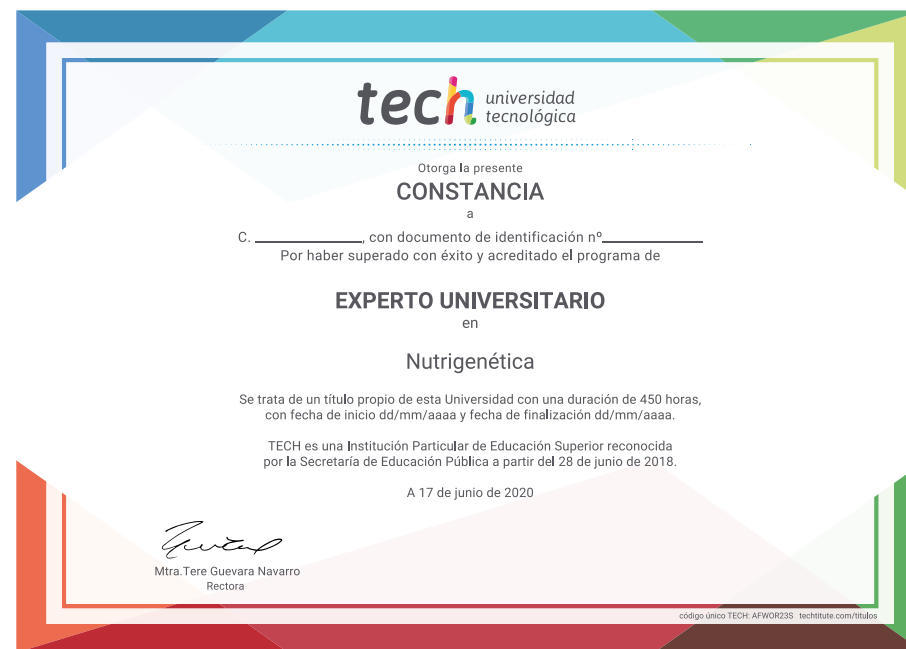 tech universidad
tecnológica
Otorga la presente
CONSTANCIA
a
C. ____________, con documento de identificación nº____________
Por haber superado con éxito y acreditado el programa de
EXPERTO UNIVERSITARIO
en
Nutrigenética
Se trata de un título propio de esta Universidad con una duración de 450 horas,
con fecha de inicio dd/mm/aaaa y fecha de finalización dd/mm/aaaa.
TECH es una Institución Particular de Educación Superior reconocida
por la Secretaría de Educación Pública a partir del 28 de junio de 2018.
A 17 de junio de 2020
Mtra.Tere Guevara Navarro
Rectora
código único TECH: AFWOR23S techtitute.com/titulos